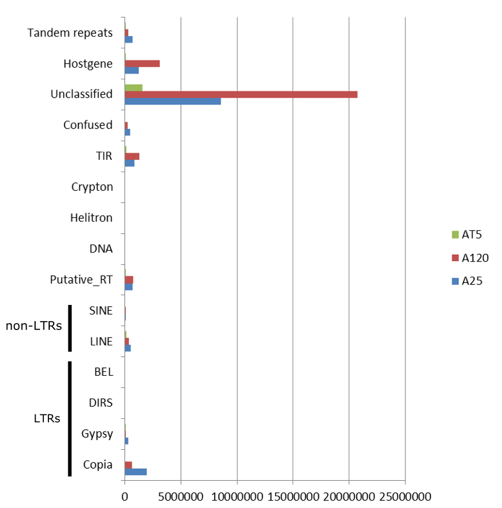 Tandem repeats
Hostgene
Unclassified
Confused
TIR
Crypton
Helitron
DNA
Putative_RT
SINE
non-LTRs
LINE
BEL
DIRS
LTRs
Gypsy
Copia
0 5000000 10000000 15000000 20000000 25000000
AT5
A120
A25